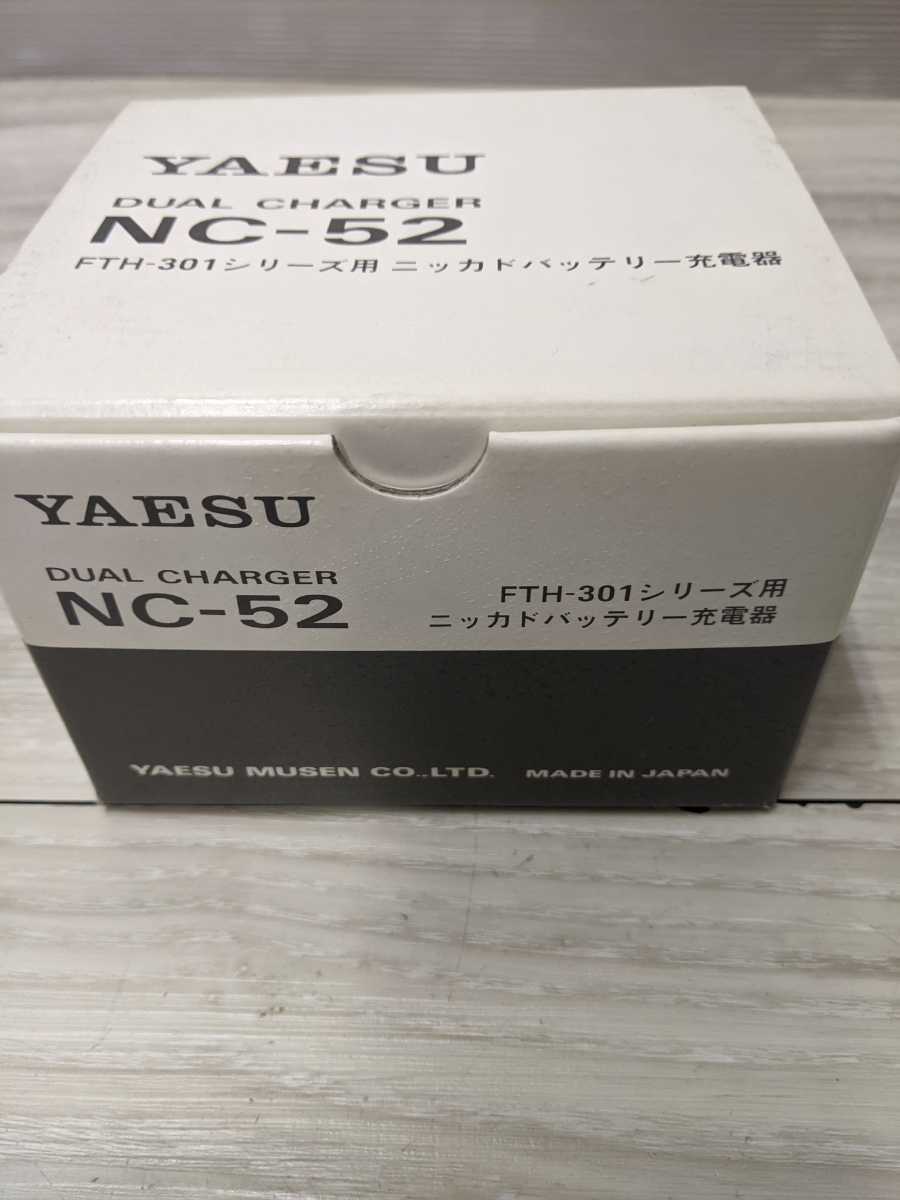 YAESU
DUAL CHARGER
NC-52
FTH-301シリーズ用 ニッカドバッテリー充電器
YAESU
DUAL CHARGER
NC-52
FTH-301シリーズ用
ニッカドバッテリー充電器
YAESU MUSEN CO.,LTD. MADE IN JAPAN